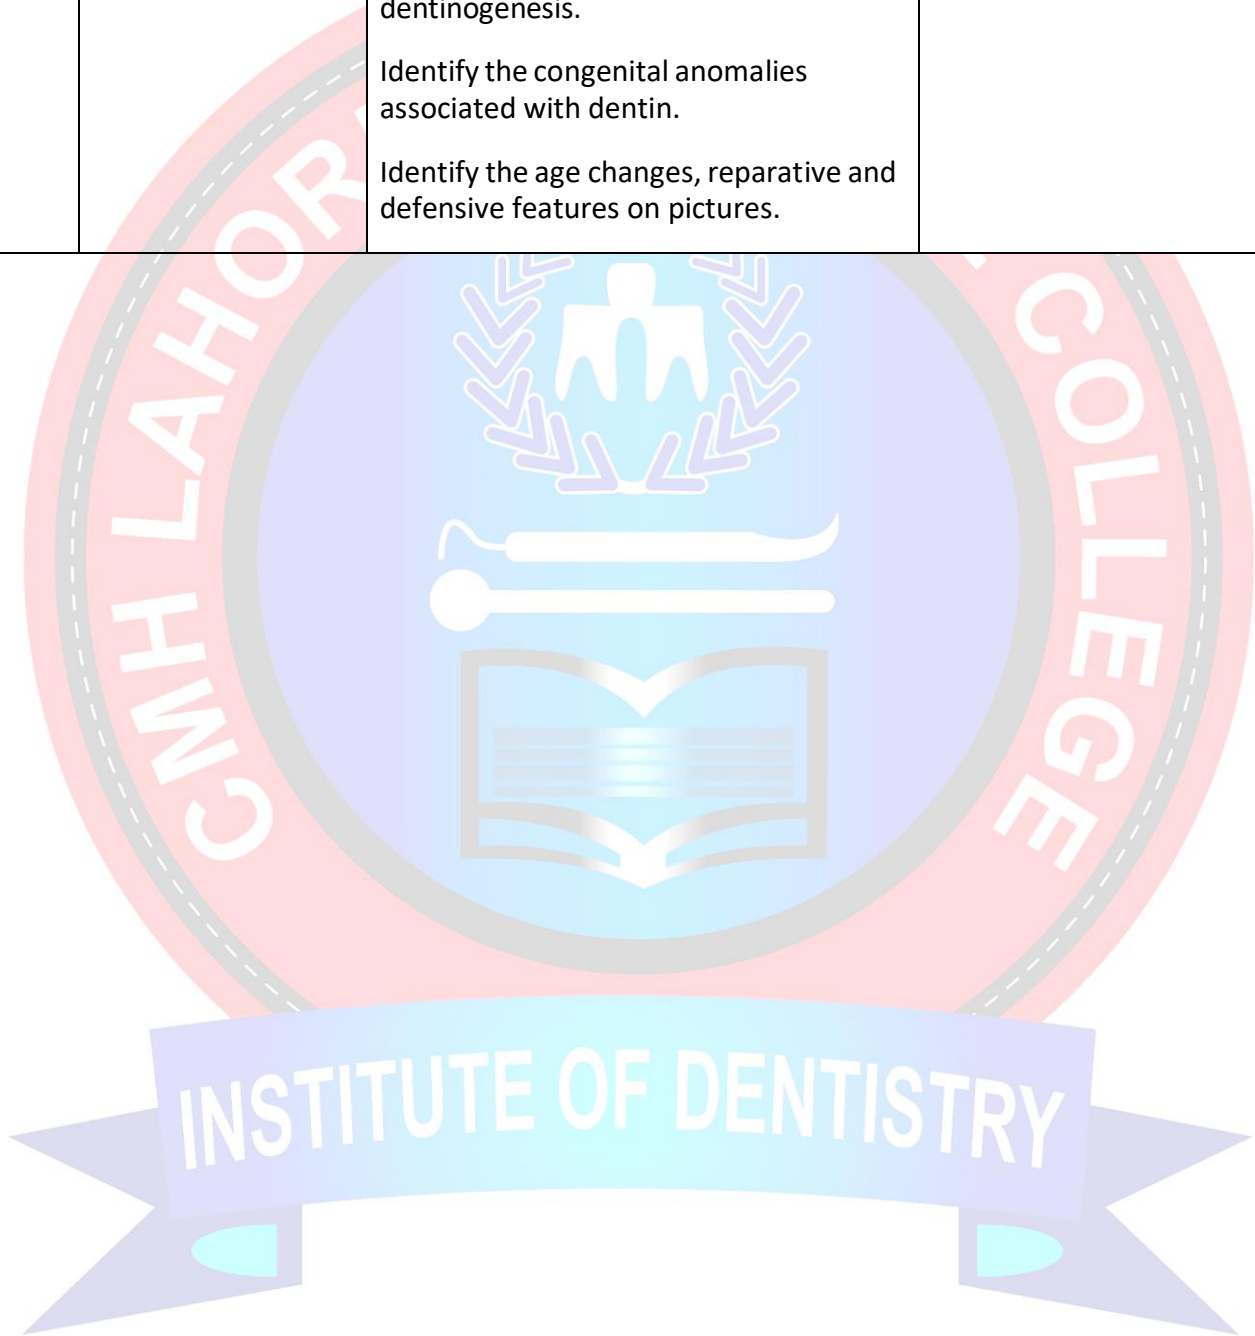 dentinogenesis.
Identify the congenital anomalies
associated with dentin.
Identify the age changes, reparative and
defensive features on pictures.
CMH LAHORE
COLLEGE
INSTITUTE OF DENTISTRY